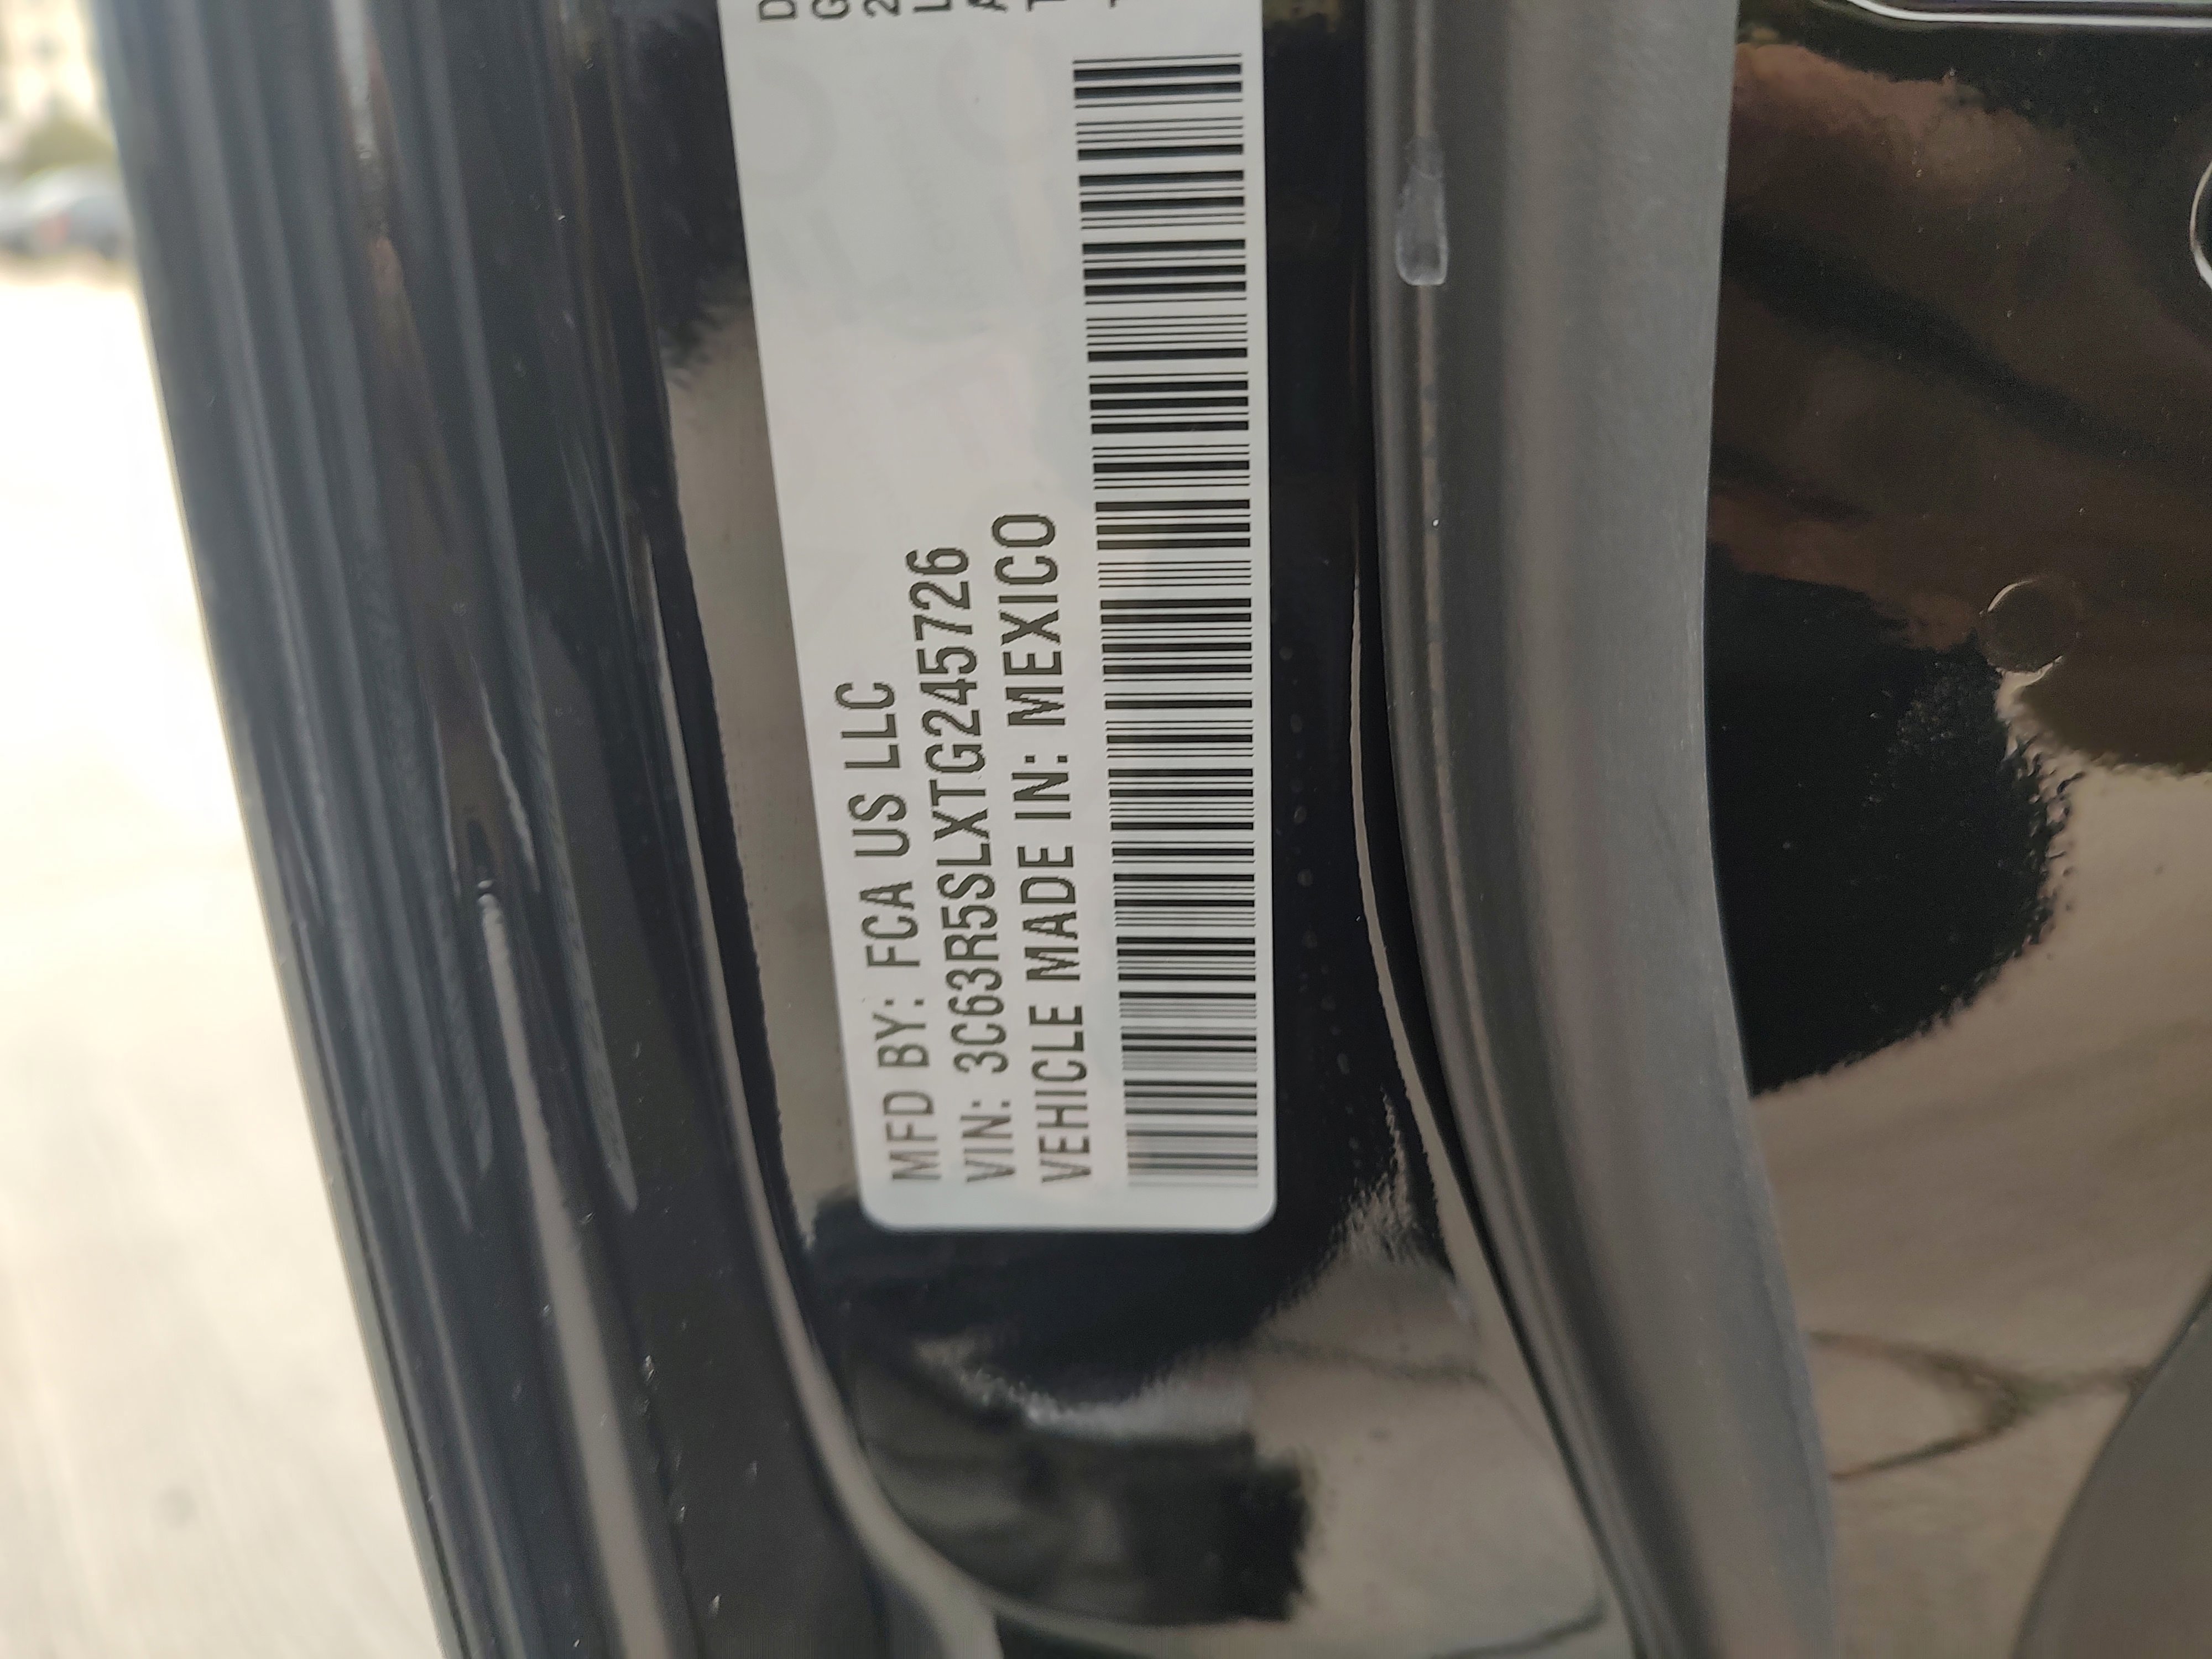 MFD BY: FCA US LLC
VIN: 3C63R5SLXTG245726
VEHICLE MADE IN: MEXICO